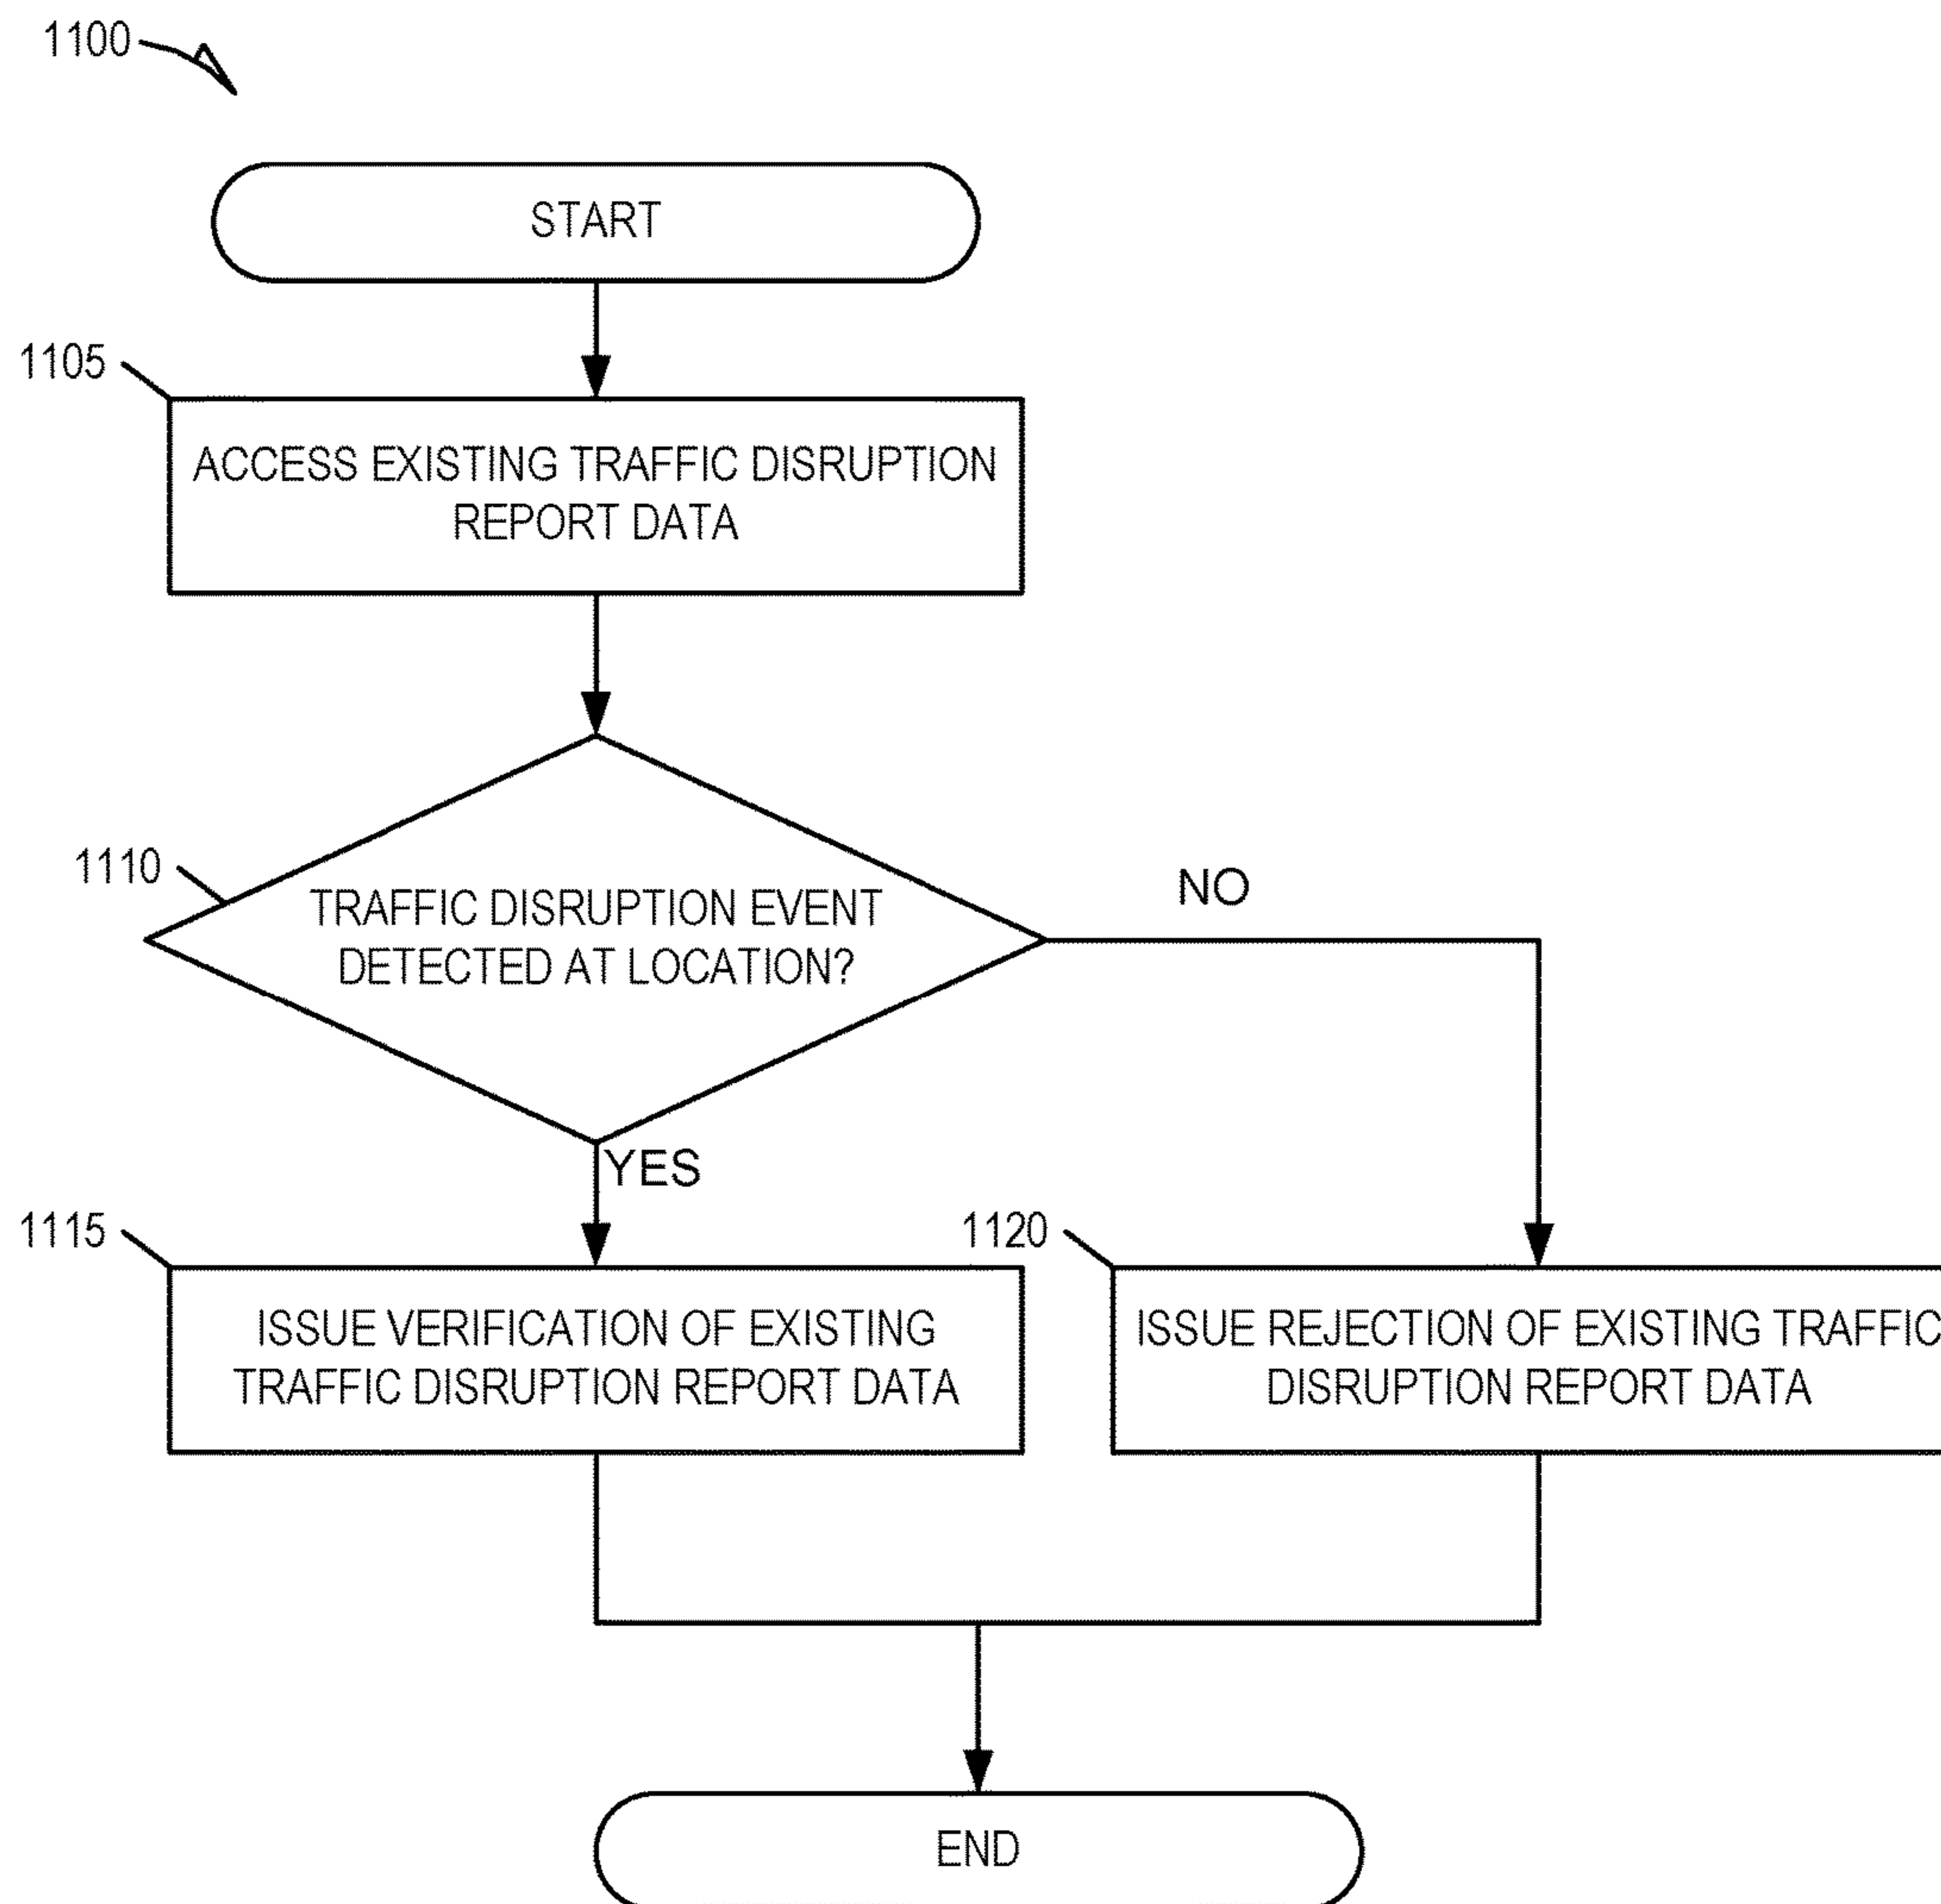 1100
START
1105
ACCESS EXISTING TRAFFIC DISRUPTION
REPORT DATA
1110
TRAFFIC DISRUPTION EVENT
DETECTED AT LOCATION?
NO
YES
1115
ISSUE VERIFICATION OF EXISTING
TRAFFIC DISRUPTION REPORT DATA
1120
ISSUE REJECTION OF EXISTING TRAFFIC
DISRUPTION REPORT DATA
END